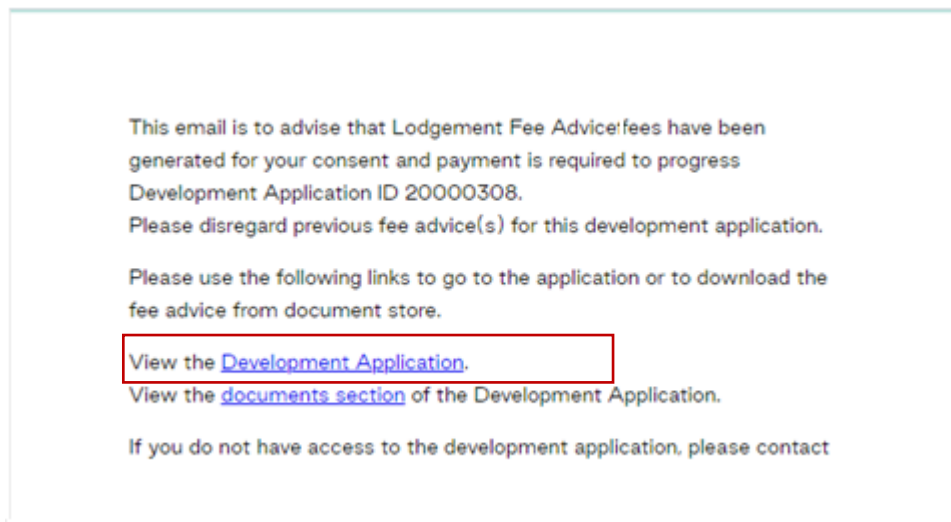 This email is to advise that Lodgement Fee Advice fees have been
generated for your consent and payment is required to progress
Development Application ID 20000308.
Please disregard previous fee advice(s) for this development application.
Please use the following links to go to the application or to download the
fee advice from document store.
View the Development Application.
View the documents section of the Development Application.
If you do not have access to the development application, please contact